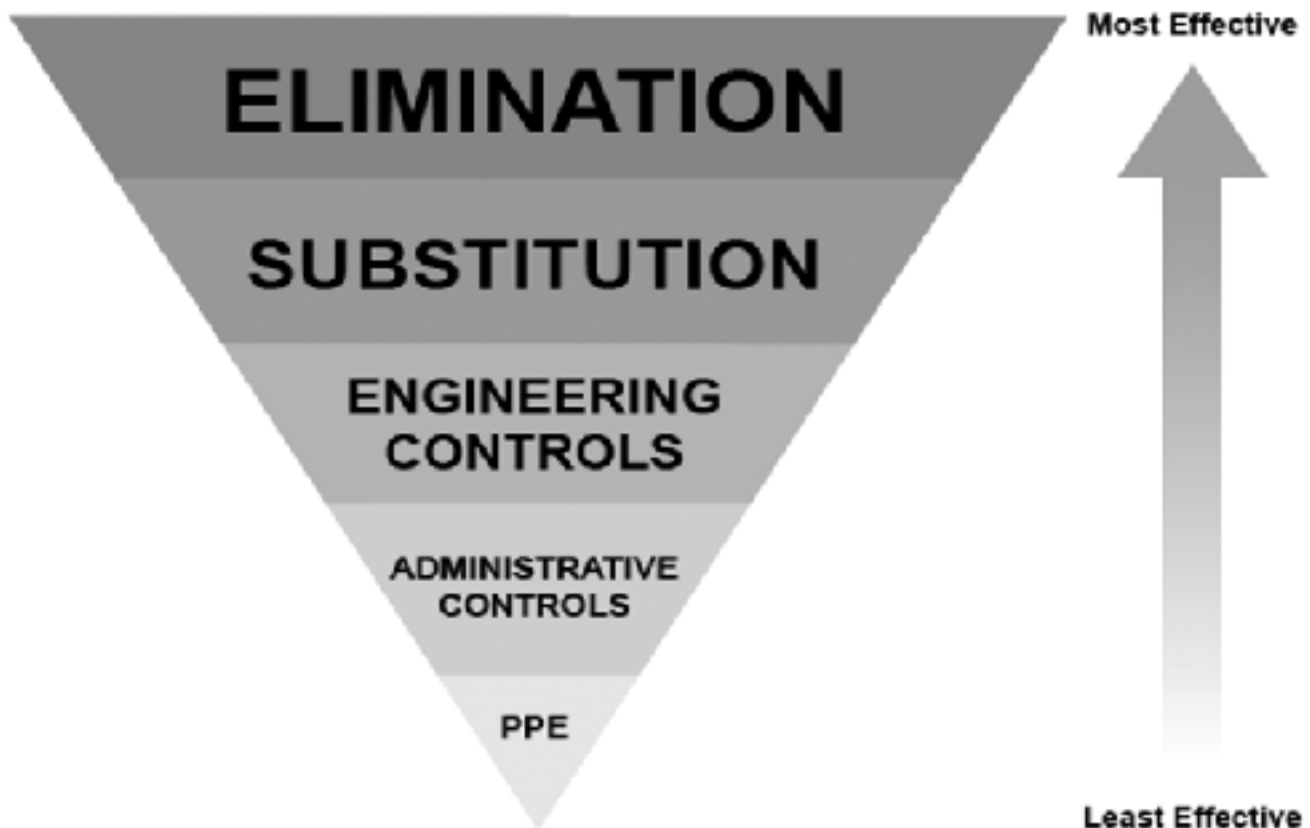 Most Effective
ELIMINATION
SUBSTITUTION
ENGINEERING
CONTROLS
ADMINISTRATIVE
CONTROLS
PPE
Least Effective